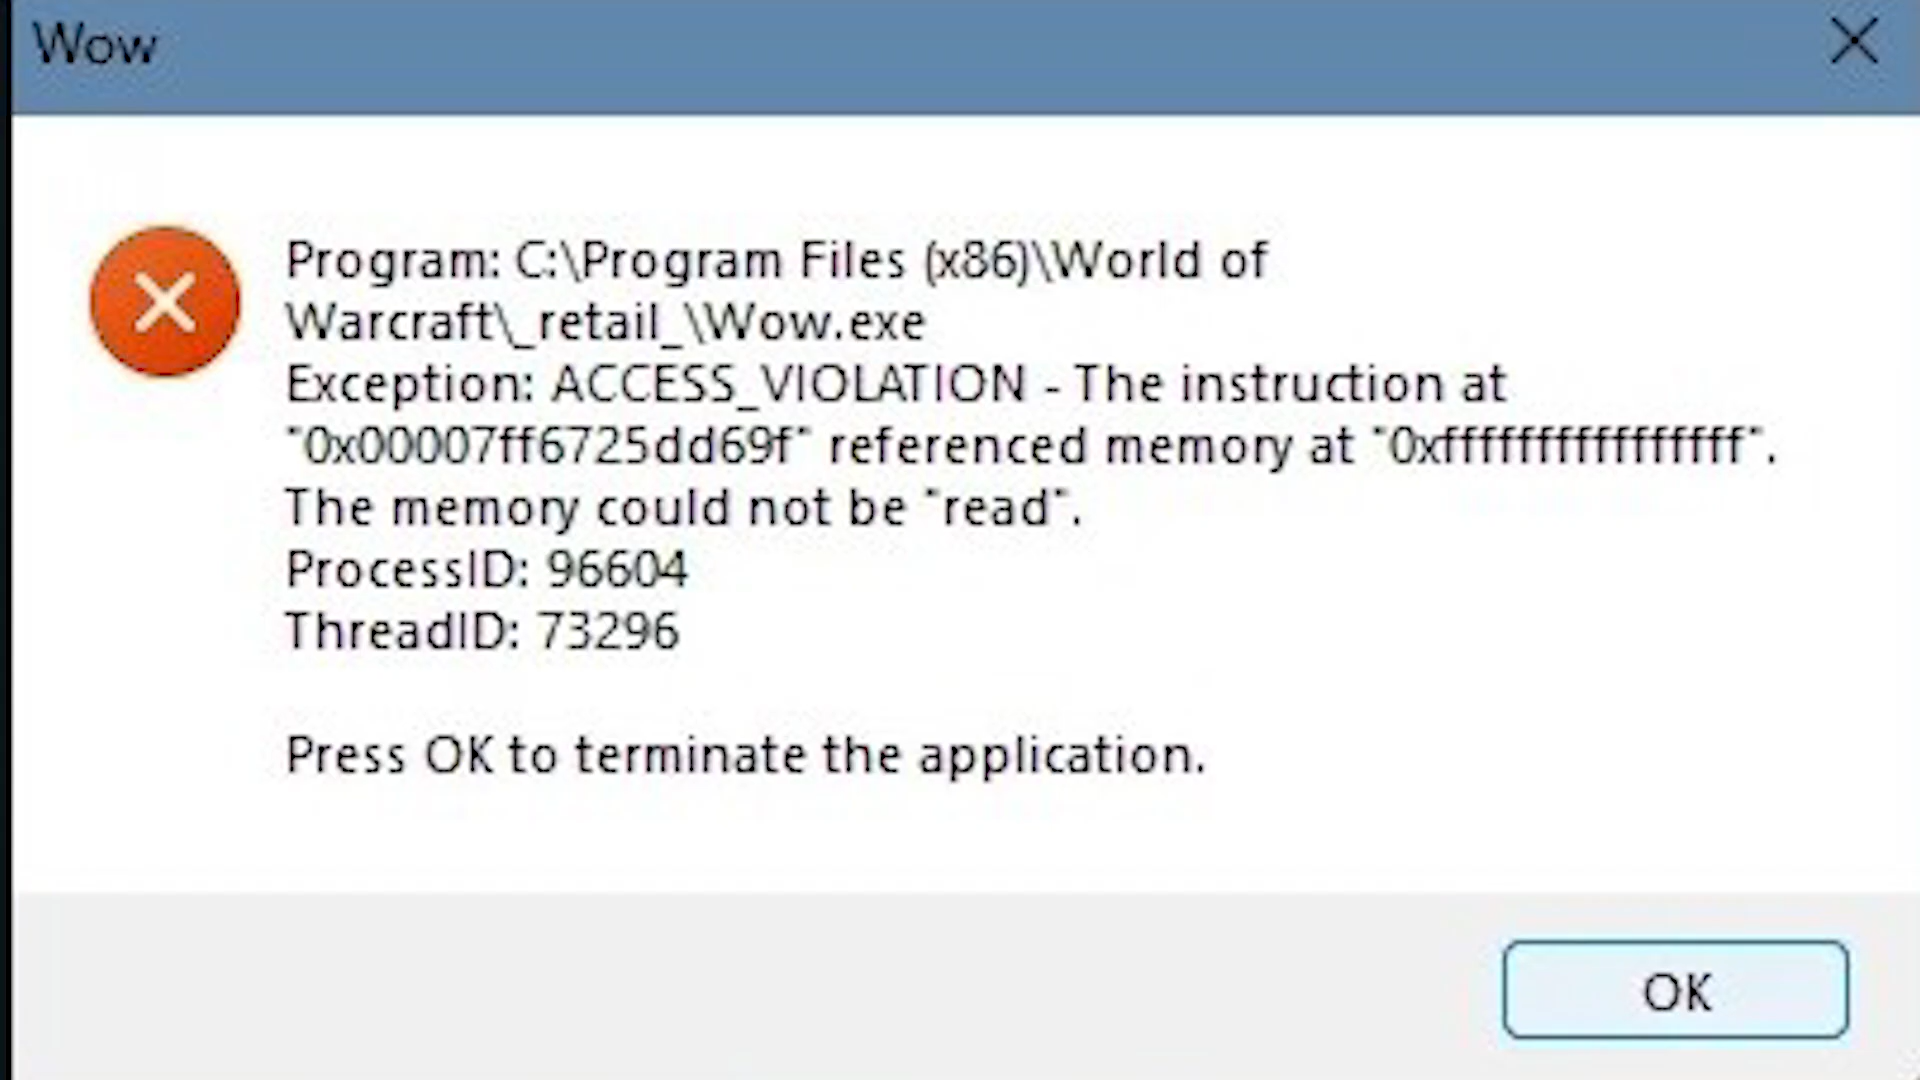 Wow
Program: C:\Program Files (x86)\World of
Warcraft\_retail_\Wow.exe
Exception: ACCESS_VIOLATION - The instruction at
"0x00007ff6725dd69f" referenced memory at "0xffffffffffffffff".
The memory could not be "read".
ProcessID: 96604
ThreadID: 73296
Press OK to terminate the application.
OK